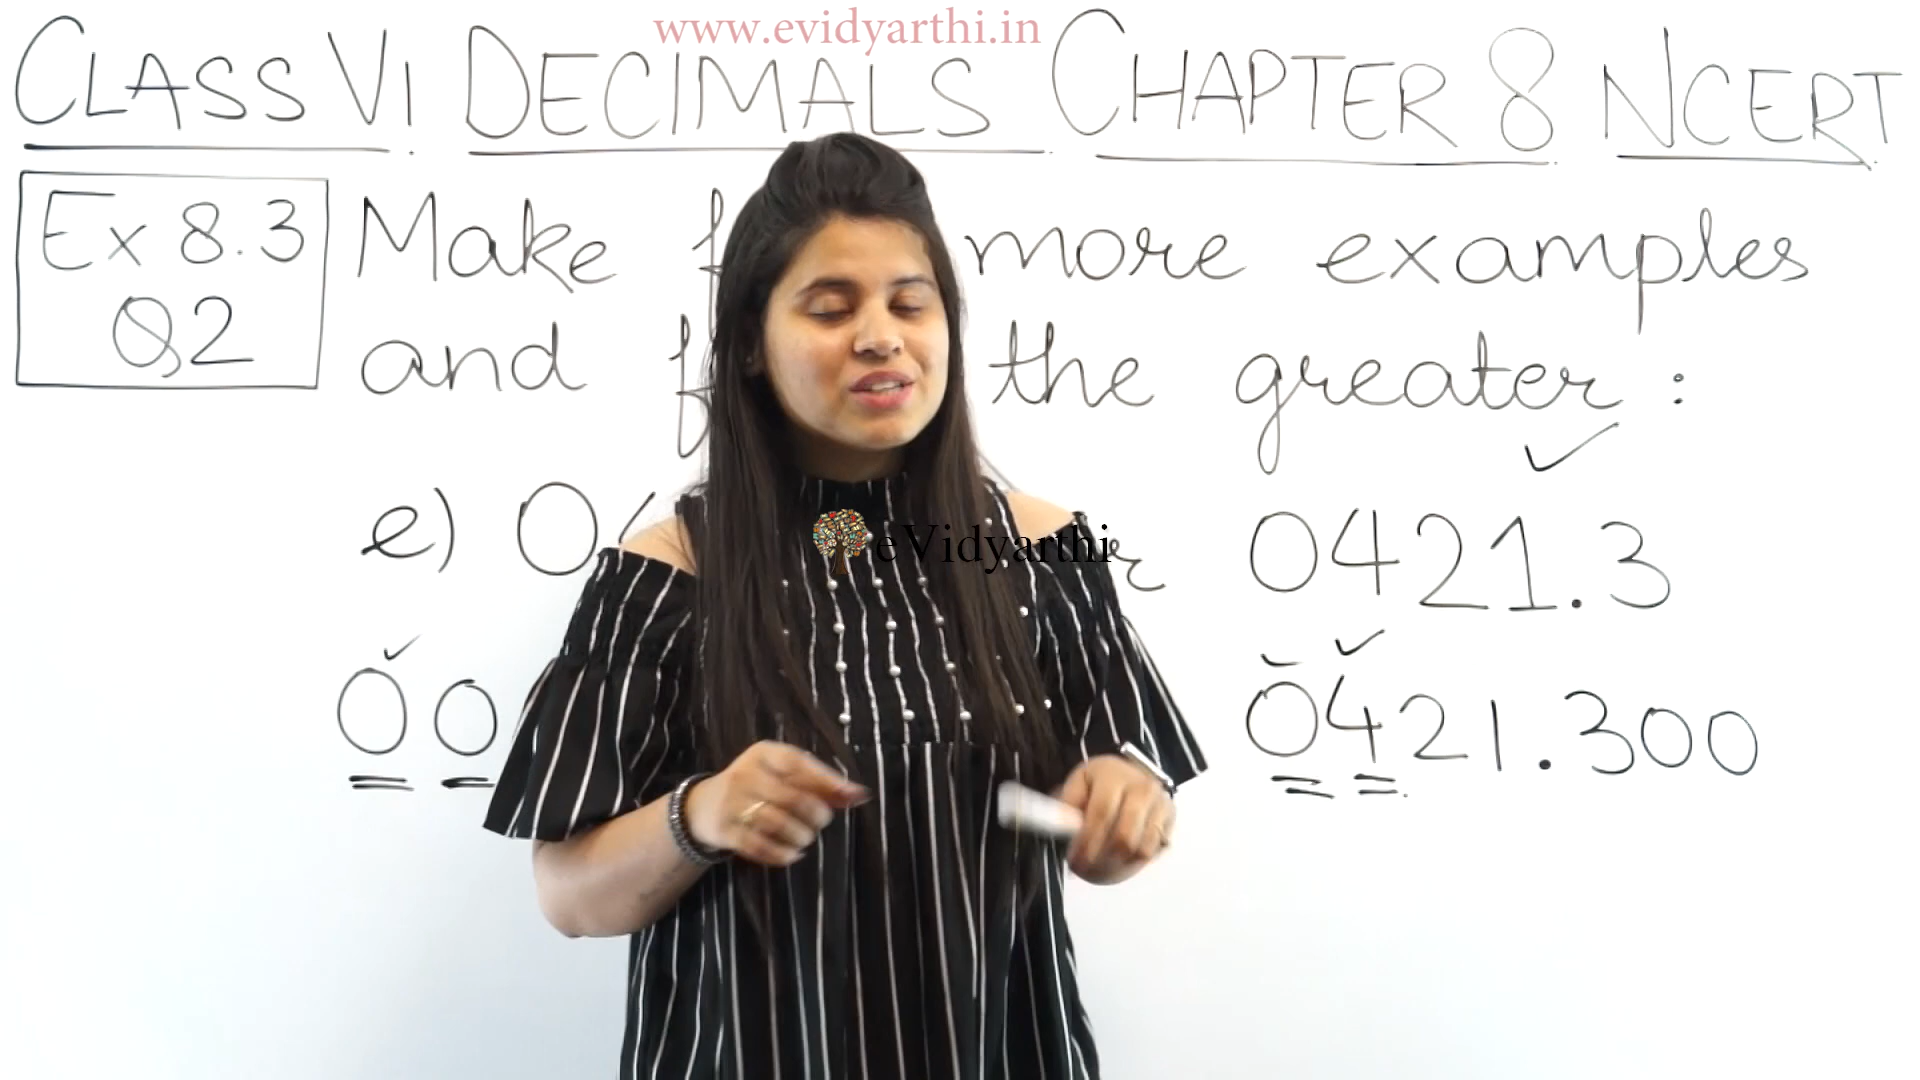 www.evidyarthi.in
CLASS VI DECIMALS CHAPTER 8 NCERT
Ex 8.3 Make more examples
Q2 and the greater :
e) 0421.3
eVidyarthi
00 0421.300